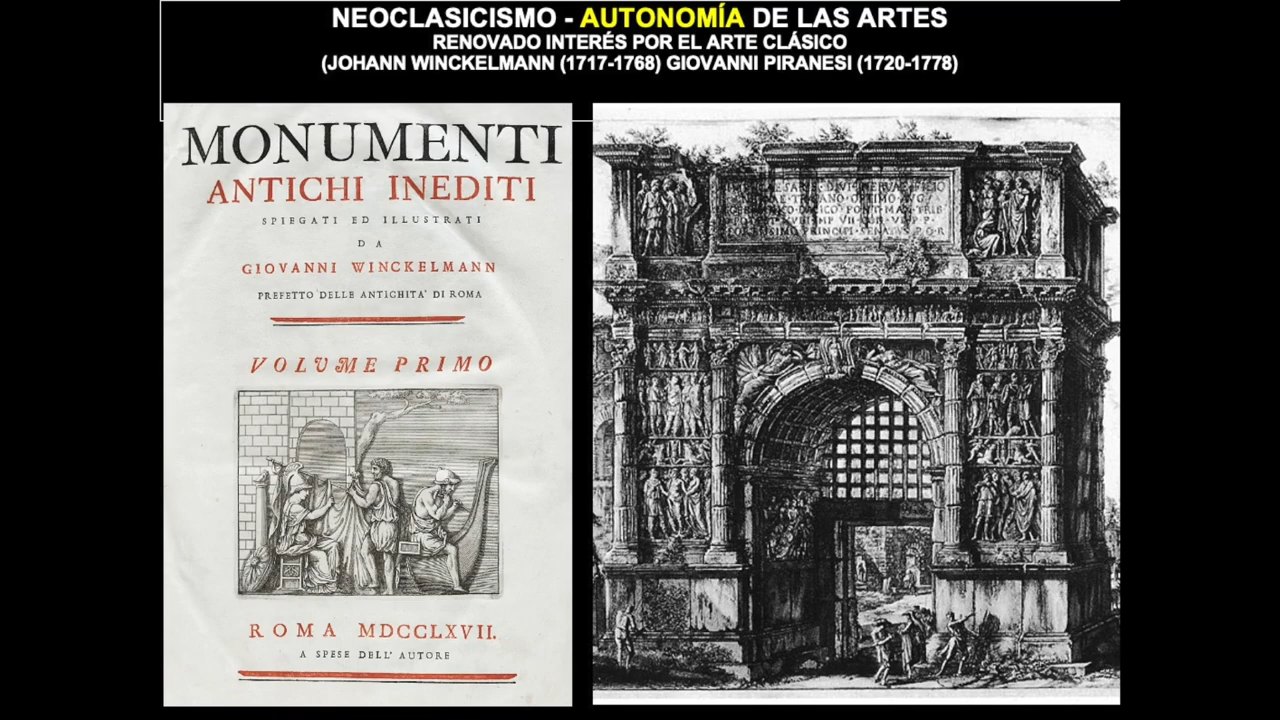 NEOCLASICISMO - AUTONOMÍA DE LAS ARTES
RENOVADO INTERÉS POR EL ARTE CLÁSICO
(JOHANN WINCKELMANN (1717-1768) GIOVANNI PIRANESI (1720-1778)
MONUMENTI
ANTICHI INEDITI
SPIEGATI ED ILLUSTRATI
DA
GIOVANNI WINCKELMANN
PREFETTO DELLE ANTICHITA' DI ROMA
VOLUME PRIMO
ROMA MDCCLXVII.
A SPESE DELL' AUTORE